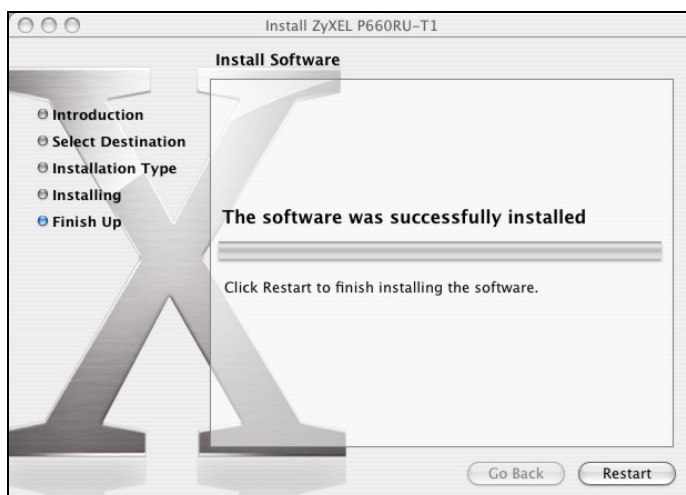 Install ZyXEL P660RU-T1
Install Software
Introduction
Select Destination
Installation Type
Installing
Finish Up
The software was successfully installed
Click Restart to finish installing the software.
Go Back
Restart